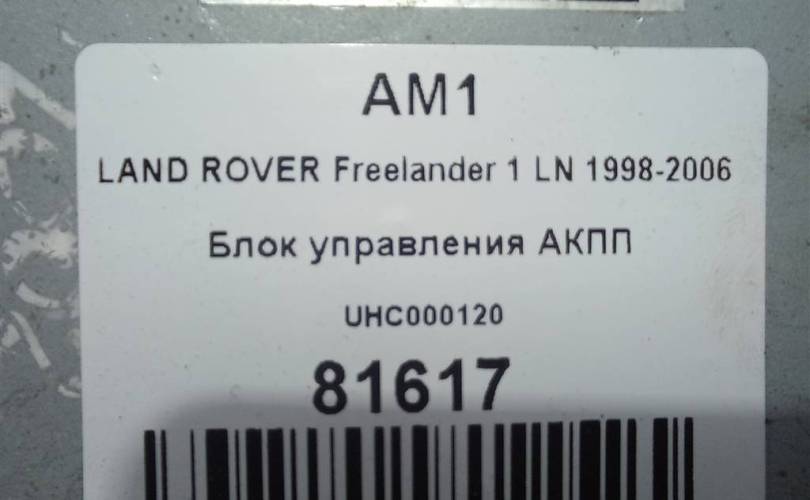 AM1
LAND ROVER Freelander 1 LN 1998-2006
Блок управления АКПП
UHC000120
81617